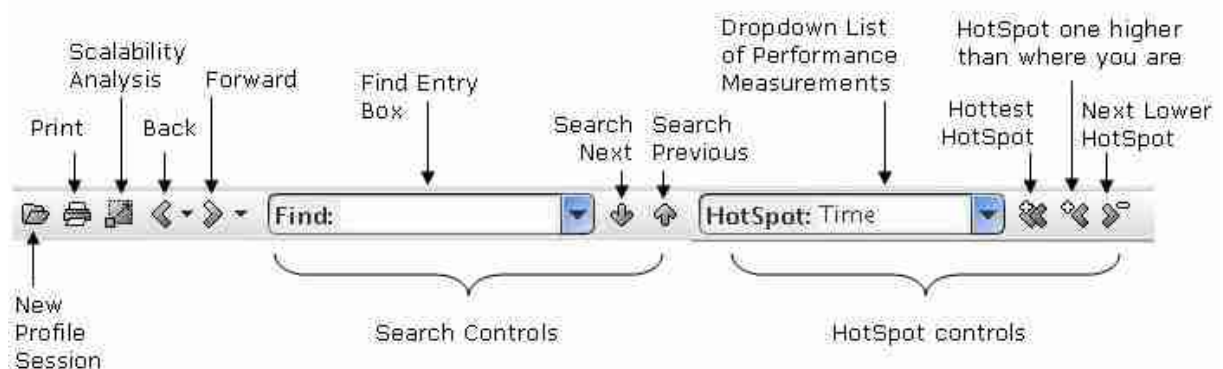 Scalability
Analysis
Print
Back
Forward
Find Entry
Box
Search
Next
Search
Previous
Dropdown List
of Performance
Measurements
HotSpot one higher
than where you are
Hottest
HotSpot
Next Lower
HotSpot
Find:
HotSpot: Time
New
Profile
Session
Search Controls
HotSpot controls